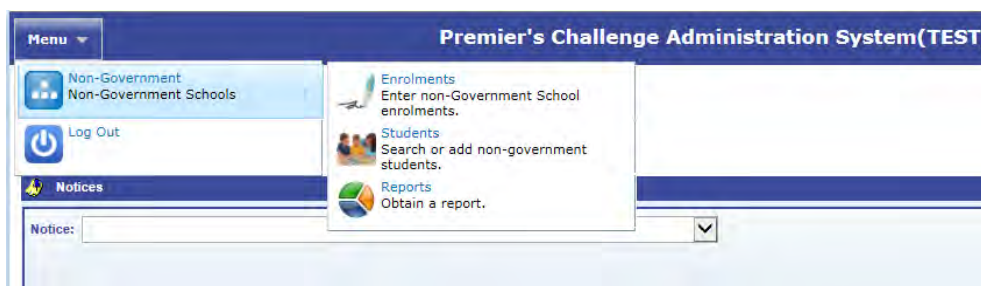 Menu
Premier's Challenge Administration System(TEST
Non-Government
Non-Government Schools
Log Out
Enrolments
Enter non-Government School
enrolments.
Students
Search or add non-government
students.
Reports
Obtain a report.
Notices
Notice: